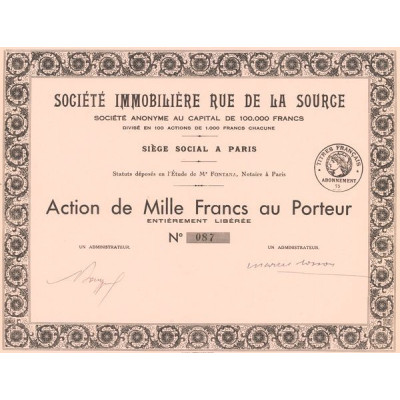 SOCIÉTÉ IMMOBILIÈRE RUE DE LA SOURCE
SOCIÉTÉ ANONYME AU CAPITAL DE 100.000 FRANCS
DIVISÉ EN 100 ACTIONS DE 1.000 FRANCS CHACUNE
SIÈGE SOCIAL A PARIS
TITRES FRANÇAIS
ABONNEMENT
Statuts déposés en l'Étude de Me FONTANA, Notaire à Paris
Action de Mille Francs au Porteur
ENTIÈREMENT LIBÉRÉE
No 087
UN ADMINISTRATEUR. UN ADMINISTRATEUR.